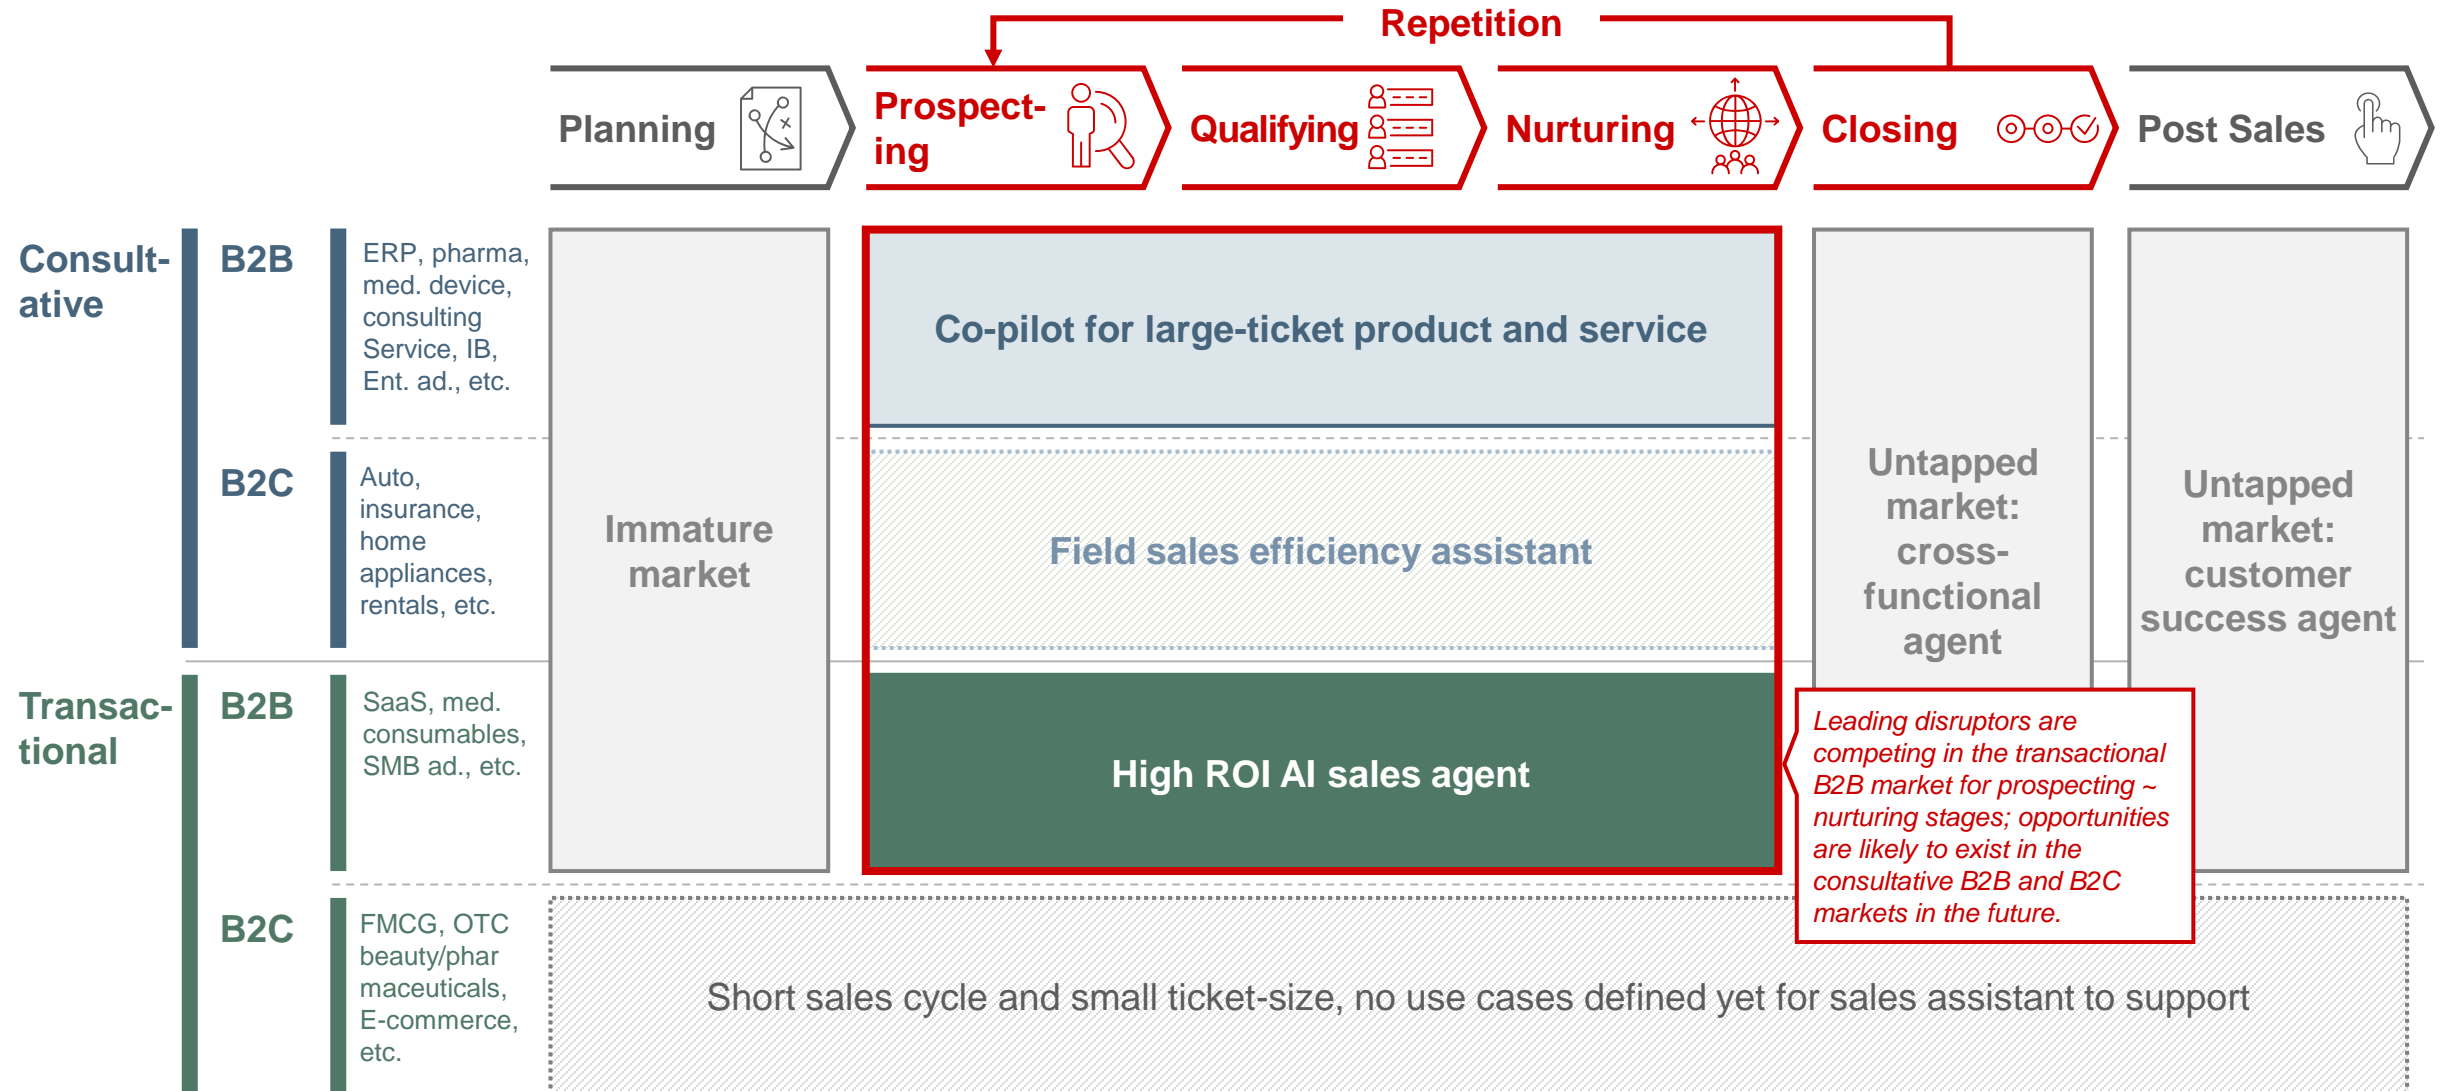 Repetition
Planning
Prospect-
ing
Qualifying
Nurturing
Closing
Post Sales
Consult-
ative
B2B
ERP, pharma,
med. device,
consulting
Service, IB,
Ent. ad., etc.
B2C
Auto,
insurance,
home
appliances,
rentals, etc.
Transac-
tional
B2B
SaaS, med.
consumables,
SMB ad., etc.
B2C
FMCG, OTC
beauty/phar
maceuticals,
E-commerce,
etc.
Immature
market
Co-pilot for large-ticket product and service
Field sales efficiency assistant
High ROI AI sales agent
Untapped
market:
cross-
functional
agent
Untapped
market:
customer
success agent
Leading disruptors are
competing in the transactional
B2B market for prospecting ~
nurturing stages; opportunities
are likely to exist in the
consultative B2B and B2C
markets in the future.
Short sales cycle and small ticket-size, no use cases defined yet for sales assistant to support